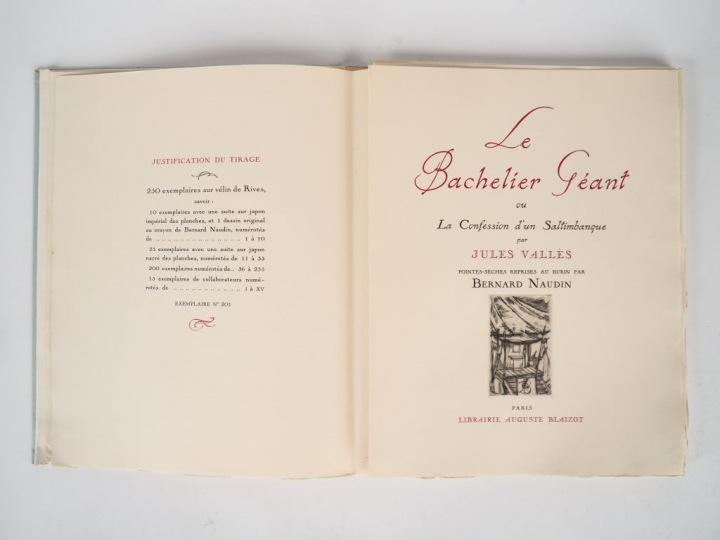 JUSTIFICATION DU TIRAGE
250 exemplaires sur vélin de Rives,
savoir :
10 exemplaires avec une suite sur japon
impérial des planches, et 1 dessin original
au crayon de Bernard Naudin, numérotés
de 1 à 10
25 exemplaires avec une suite sur japon
nacré des planches, numérotés de 11 à 35
200 exemplaires numérotés de.. 36 à 235
15 exemplaires de collaborateurs numé-
rotés de 1 à XV
EXEMPLAIRE N° 201
Le
Bachelier Géant
ou
La Confession d'un Saltimbanque
par
JULES VALLÈS
POINTES-SÈCHES REPRISES AU BURIN PAR
BERNARD NAUDIN
PARIS
LIBRAIRIE AUGUSTE BLAIZOT